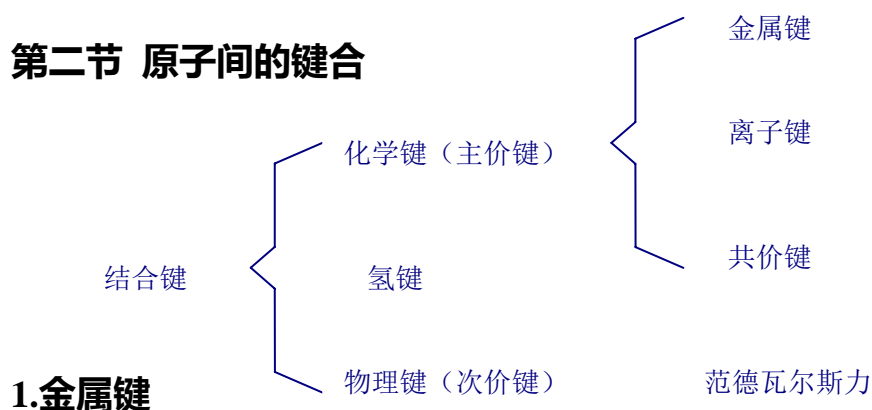 第二节 原子间的键合
金属键
离子键
化学键（主价键）
共价键
结合键
氢键
物理键（次价键）
范德瓦尔斯力
1.金属键